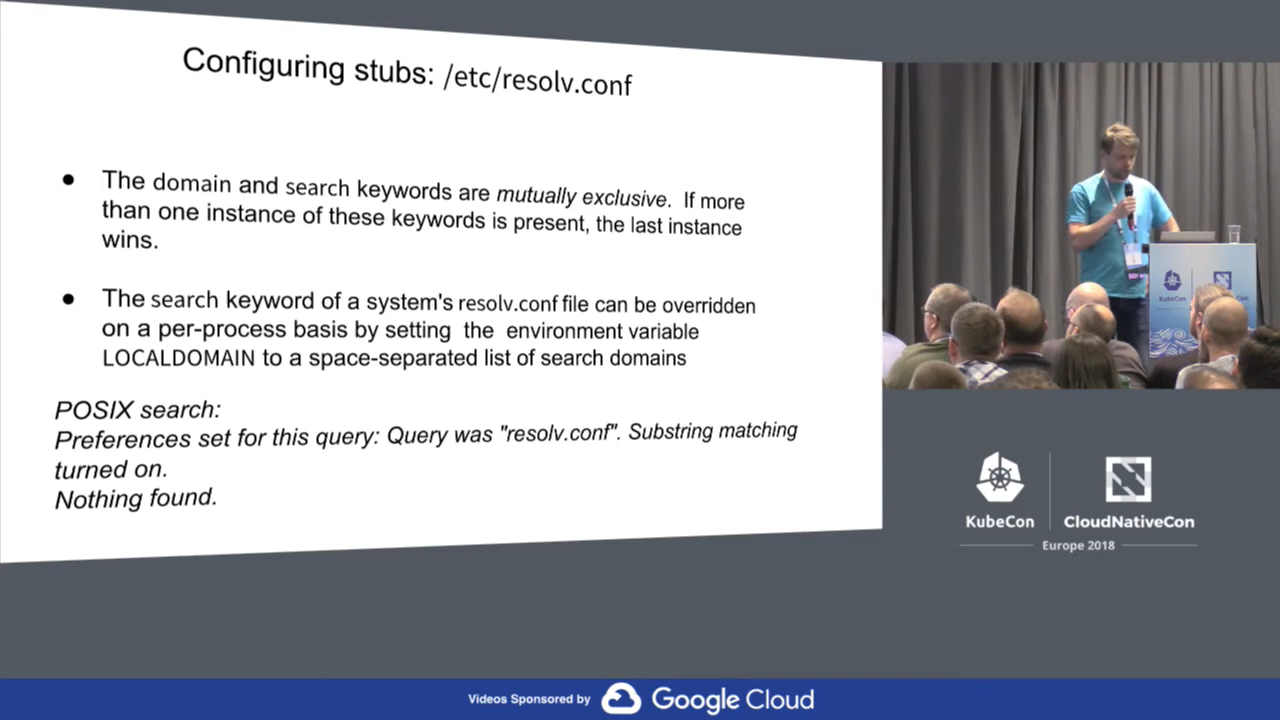 Configuring stubs: /etc/resolv.conf
● The domain and search keywords are mutually exclusive. If more
than one instance of these keywords is present, the last instance
wins.
● The search keyword of a system's resolv.conf file can be overridden
on a per-process basis by setting the environment variable
LOCALDOMAIN to a space-separated list of search domains
POSIX search:
Preferences set for this query: Query was "resolv.conf". Substring matching
turned on.
Nothing found.
KubeCon
KubeCon
CloudNativeCon
Europe 2018
Videos Sponsored by Google Cloud